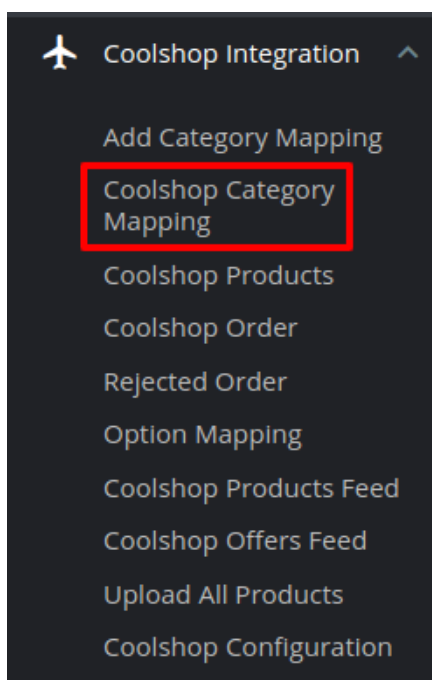 Coolshop Integration
Add Category Mapping
Coolshop Category
Mapping
Coolshop Products
Coolshop Order
Rejected Order
Option Mapping
Coolshop Products Feed
Coolshop Offers Feed
Upload All Products
Coolshop Configuration